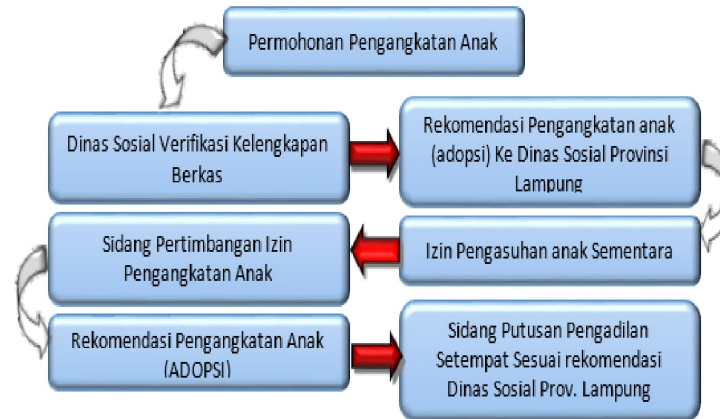 Permohonan Pengangkatan Anak
Dinas Sosial Verifikasi Kelengkapan
Berkas
Rekomendasi Pengangkatan anak
(adopsi) Ke Dinas Sosial Provinsi
Lampung
Izin Pengasuhan anak Sementara
Sidang Pertimbangan Izin
Pengangkatan Anak
Rekomendasi Pengangkatan Anak
(ADOPSI)
Sidang Putusan Pengadilan
Setempat Sesuai rekomendasi
Dinas Sosial Prov. Lampung